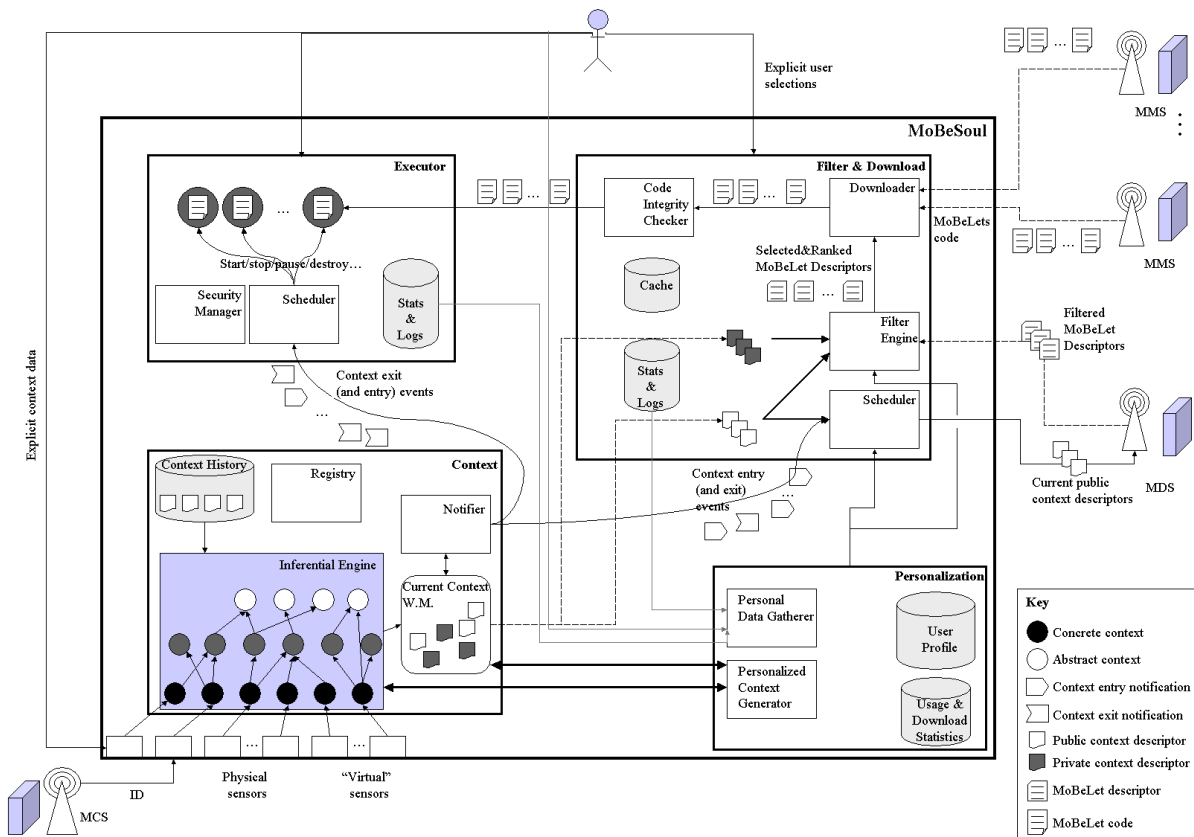 Explicit user
selections
...
MMS
MoBeSoul
Executor
Filter & Download
...
Code
Integrity
Checker
...
Downloader
...
MoBeLets
code
...
MMS
...
Start/stop/pause/destroy…
Security
Manager
Scheduler
Stats
&
Logs
Cache
Selected&Ranked
MoBeLet Descriptors
...
Filter
Engine
Filtered
MoBeLet
Descriptors
Stats
&
Logs
Scheduler
Explicit context data
Context exit
(and entry) events
...
Context entry
(and exit)
events
...
Current public
context descriptors
MDS
Context
Context History
Registry
Notifier
Inferential Engine
Current Context
W.M.
Personalization
Personal
Data Gatherer
User
Profile
Personalized
Context
Generator
Usage &
Download
Statistics
...
...
Physical
sensors
“Virtual”
sensors
ID
MCS
Key
Concrete context
Abstract context
Context entry notification
Context exit notification
Public context descriptor
Private context descriptor
MoBeLet descriptor
MoBeLet code